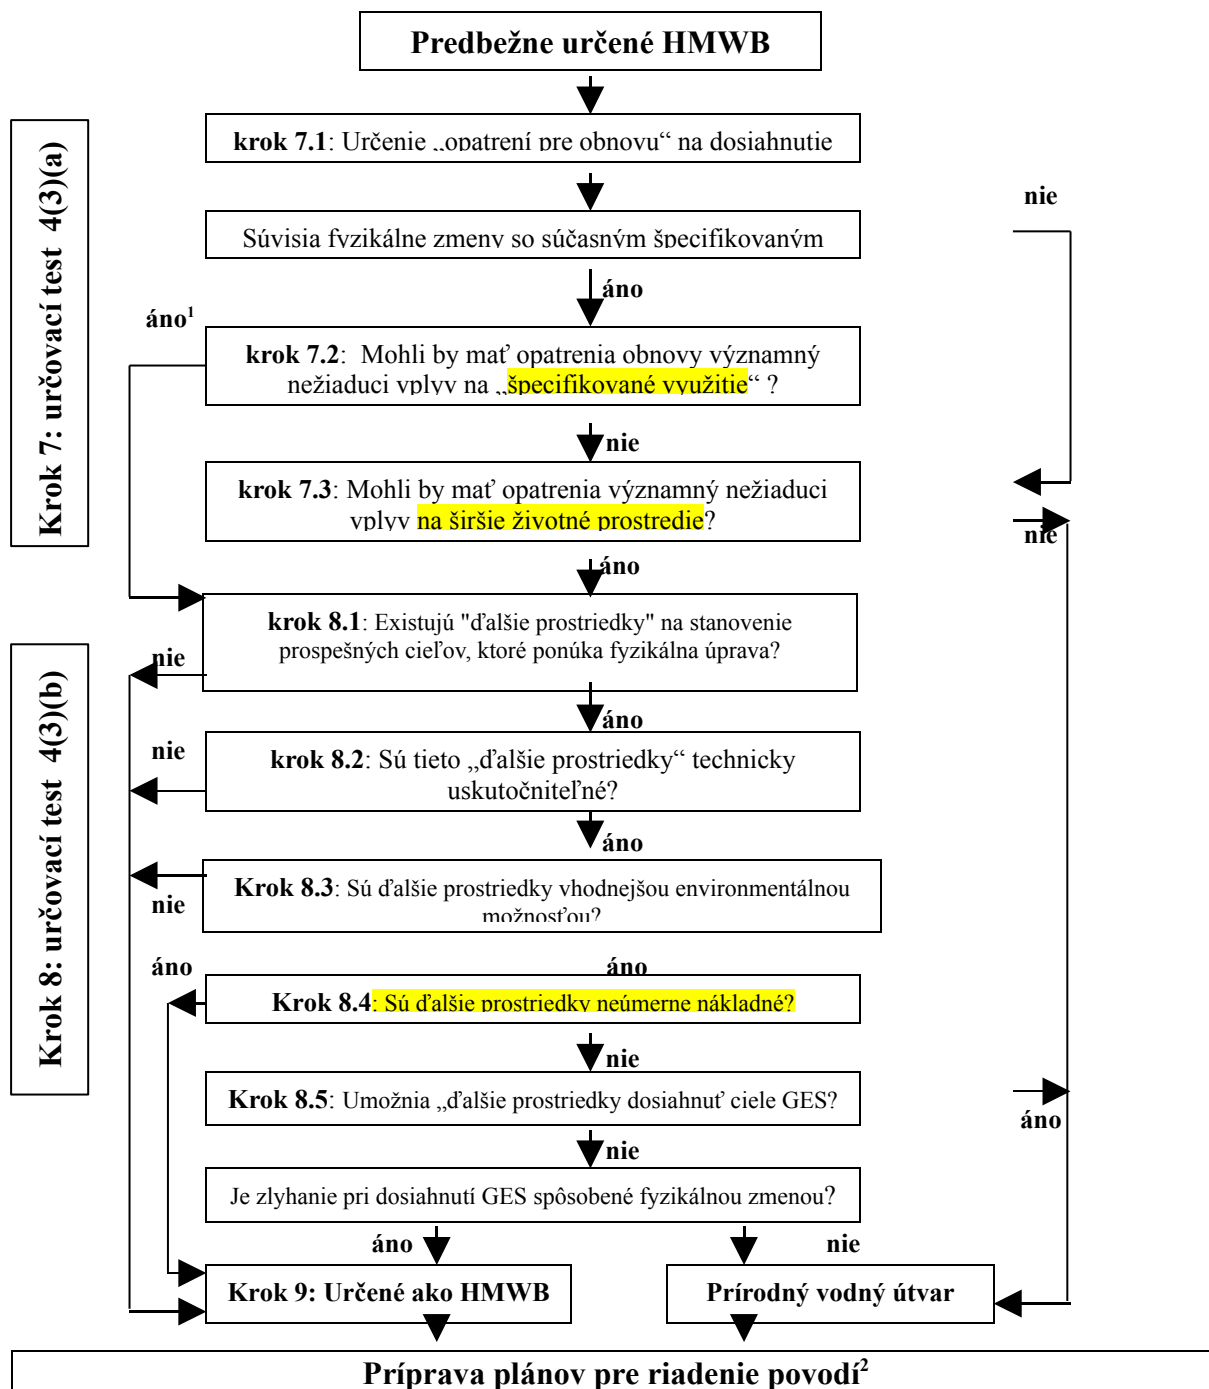 Predbežne určené HMWB
Krok 7: určovací test 4(3)(a)
krok 7.1: Určenie „opatrení pre obnovu“ na dosiahnutie
nie
Súvisia fyzikálne zmeny so súčasným špecifikovaným
áno
áno¹
krok 7.2: Mohli by mať opatrenia obnovy významný
nežiaduci vplyv na „špecifikované využitie“ ?
nie
krok 7.3: Mohli by mať opatrenia významný nežiaduci
vplyv na širšie životné prostredie?
nie
áno
krok 8.1: Existujú "ďalšie prostriedky" na stanovenie
prospešných cieľov, ktoré ponúka fyzikálna úprava?
nie
Krok 8: určovací test 4(3)(b)
áno
nie
krok 8.2: Sú tieto „ďalšie prostriedky“ technicky
uskutočniteľné?
áno
Krok 8.3: Sú ďalšie prostriedky vhodnejšou environmentálnou
možnosťou?
nie
áno
áno
Krok 8.4: Sú ďalšie prostriedky neúmerne nákladné?
nie
Krok 8.5: Umožnia „ďalšie prostriedky dosiahnuť ciele GES?
áno
nie
Je zlyhanie pri dosiahnutí GES spôsobené fyzikálnou zmenou?
áno
nie
Krok 9: Určené ako HMWB
Prírodný vodný útvar
Príprava plánov pre riadenie povodí²